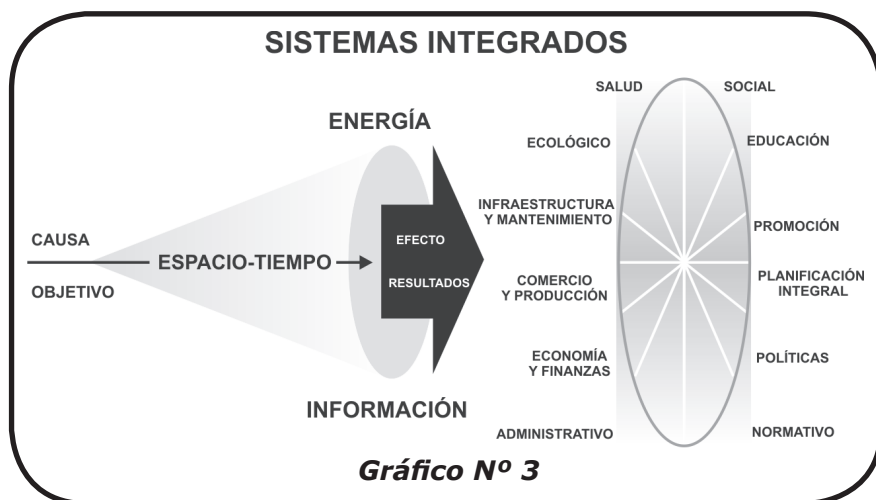 SISTEMAS INTEGRADOS
SALUD
SOCIAL
ENERGÍA
ECOLÓGICO
EDUCACIÓN
INFRAESTRUCTURA
Y MANTENIMIENTO
PROMOCIÓN
CAUSA
EFECTO
ESPACIO-TIEMPO
OBJETIVO
RESULTADOS
COMERCIO
Y PRODUCCIÓN
PLANIFICACIÓN
INTEGRAL
ECONOMÍA
Y FINANZAS
POLÍTICAS
INFORMACIÓN
ADMINISTRATIVO
NORMATIVO
Gráfico Nº 3